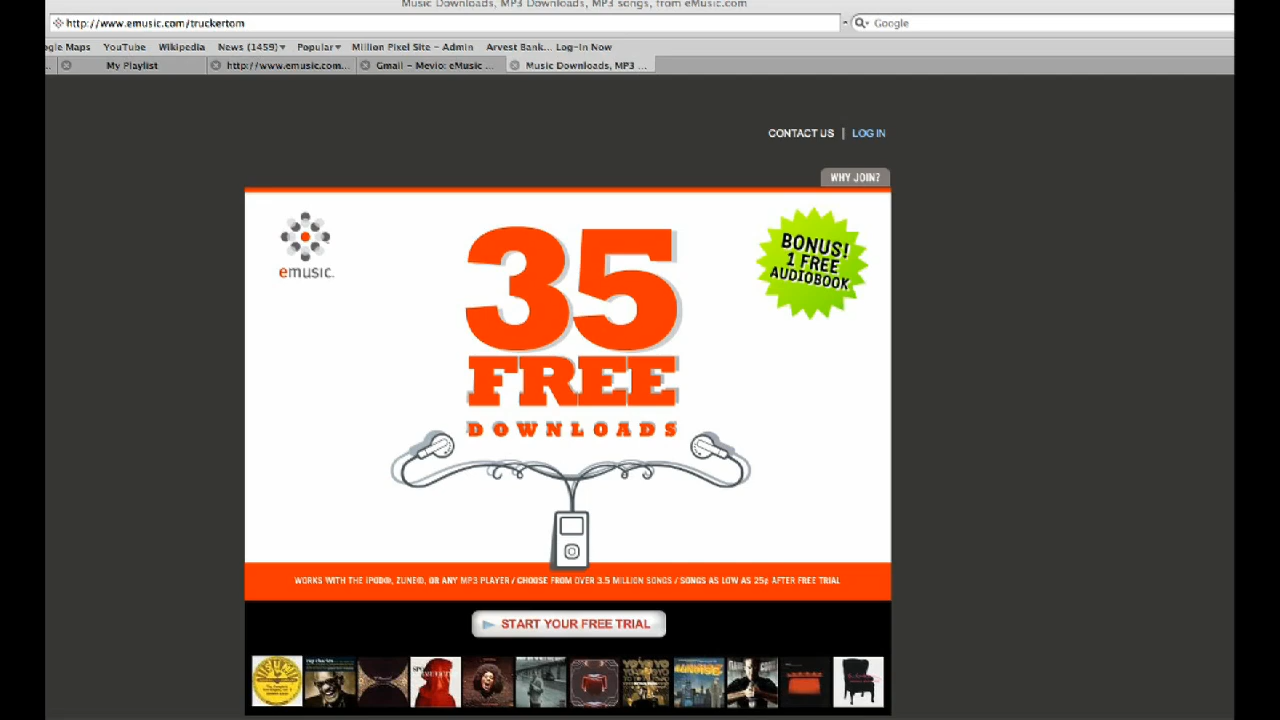 Music Downloads, MP3 Downloads, MP3 songs, from eMusic.com
http://www.emusic.com/truckertom
Google
gle Maps YouTube Wikipedia News (1459) Popular Million Pixel Site – Admin Arvest Bank... Log-In Now
... My Playlist http://www.emusic.com... Gmail – Mevio: eMusic ... Music Downloads, MP3 ...
CONTACT US | LOG IN
WHY JOIN?
emusic.
35
FREE
DOWNLOADS
BONUS!
1 FREE
AUDIOBOOK
WORKS WITH THE IPOD®, ZUNE®, OR ANY MP3 PLAYER / CHOOSE FROM OVER 3.5 MILLION SONGS / SONGS AS LOW AS 25¢ AFTER FREE TRIAL
START YOUR FREE TRIAL
SUN